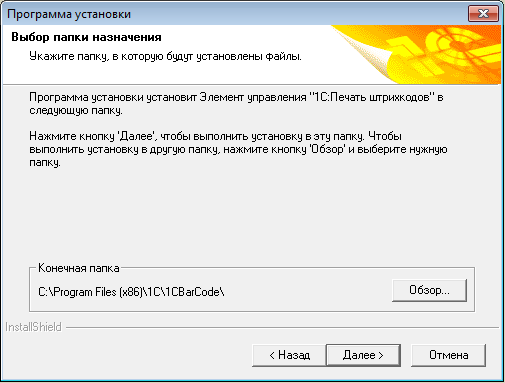 Программа установки
Выбор папки назначения
Укажите папку, в которую будут установлены файлы.
Программа установки установит Элемент управления "1С:Печать штрихкодов" в
следующую папку.
Нажмите кнопку 'Далее', чтобы выполнить установку в эту папку. Чтобы
выполнить установку в другую папку, нажмите кнопку 'Обзор' и выберите нужную
папку.
Конечная папка
C:\Program Files (x86)\1C\1CBarCode\
Обзор...
InstallShield
< Назад
Далее >
Отмена